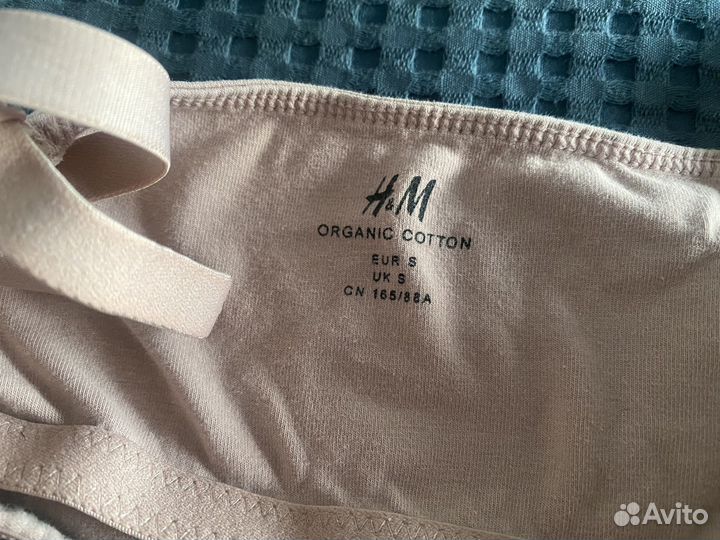 H&M
ORGANIC COTTON
EUR S
UK S
CN 165/88A
Avito